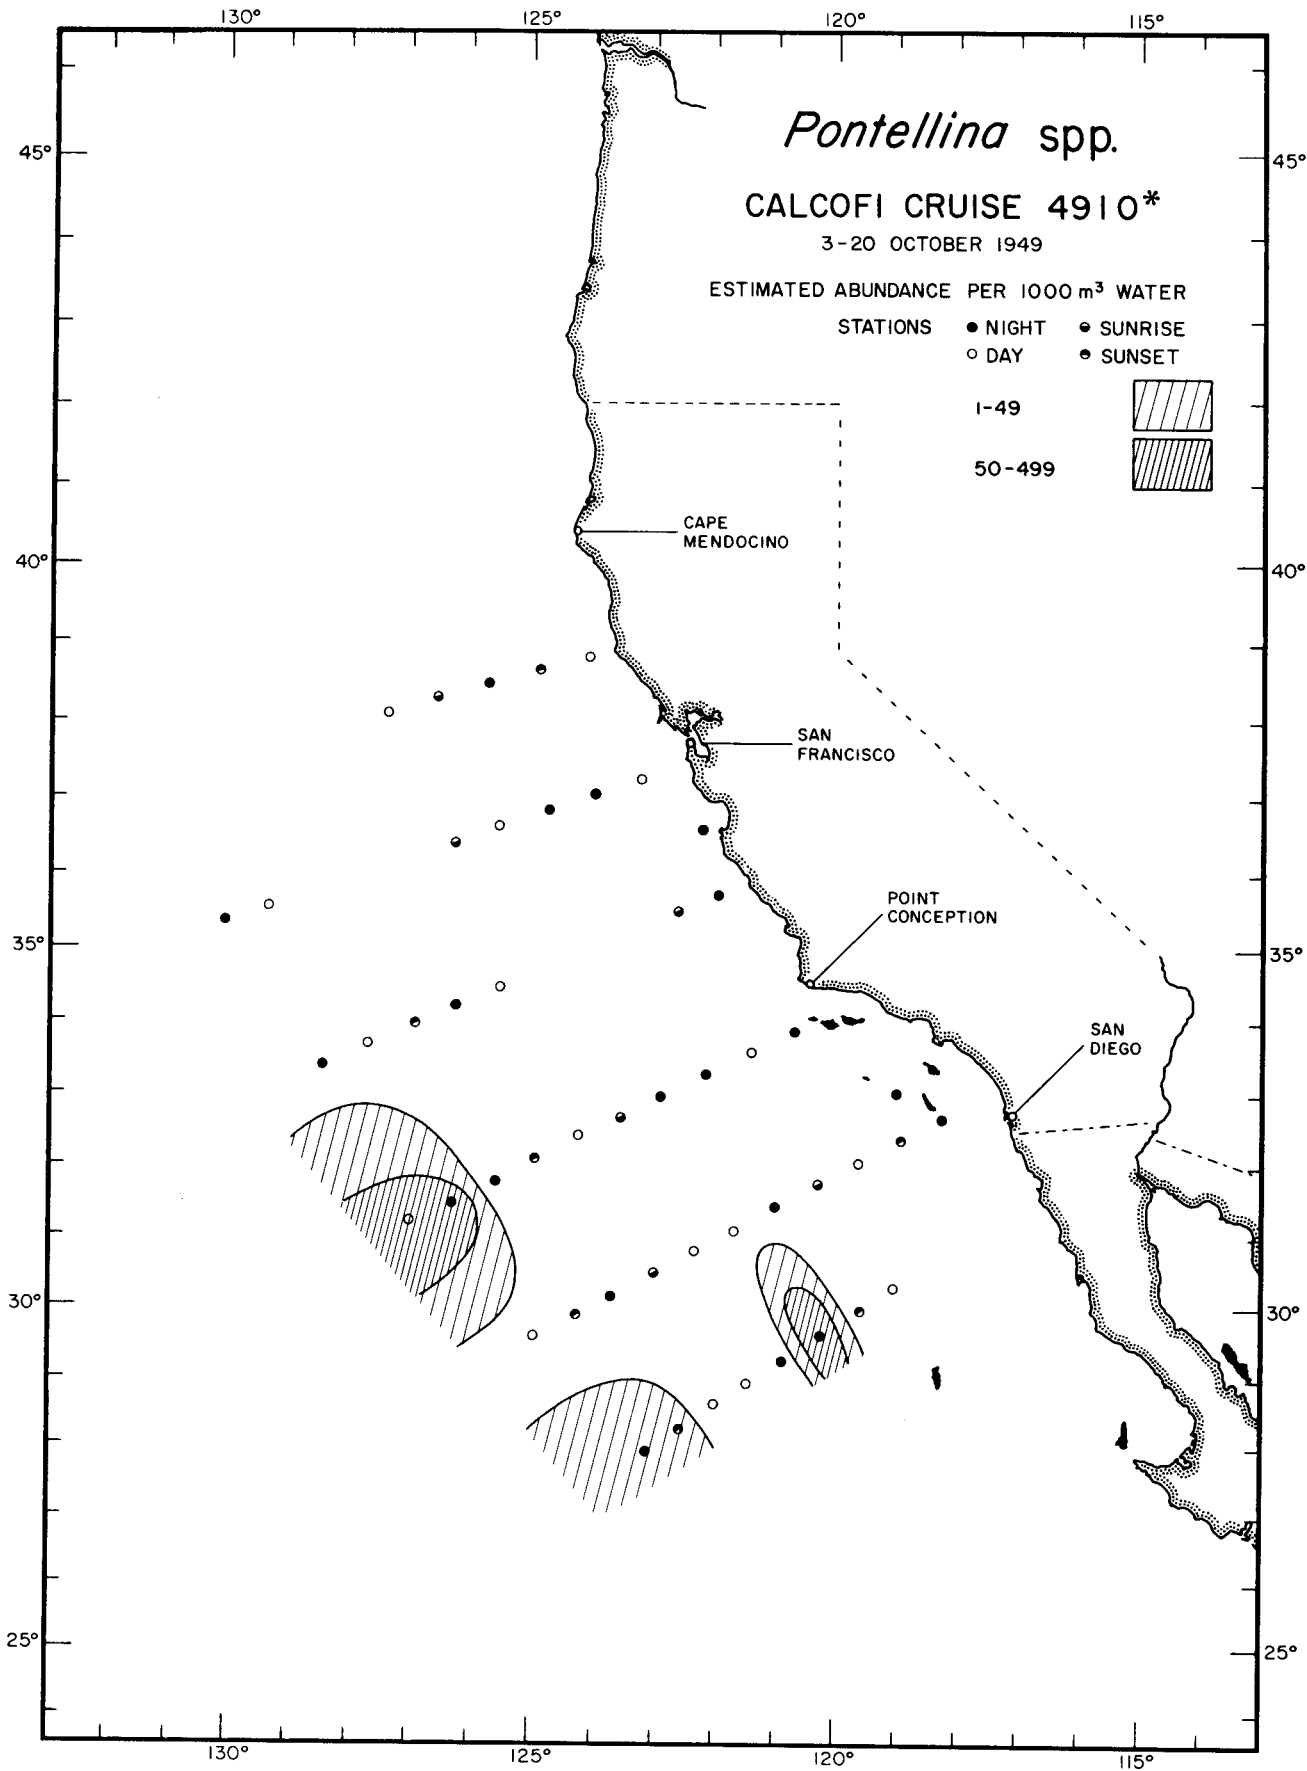 130° 125° 120° 115°
Pontellina spp.
45° 45°
CALCOFI CRUISE 4910*
3-20 OCTOBER 1949
ESTIMATED ABUNDANCE PER 1000 m³ WATER
STATIONS ● NIGHT ◓ SUNRISE
○ DAY ◓ SUNSET
1-49
50-499
CAPE
MENDOCINO
40° 40°
SAN
FRANCISCO
POINT
CONCEPTION
35° 35°
SAN
DIEGO
30° 30°
25° 25°
130° 125° 120° 115°